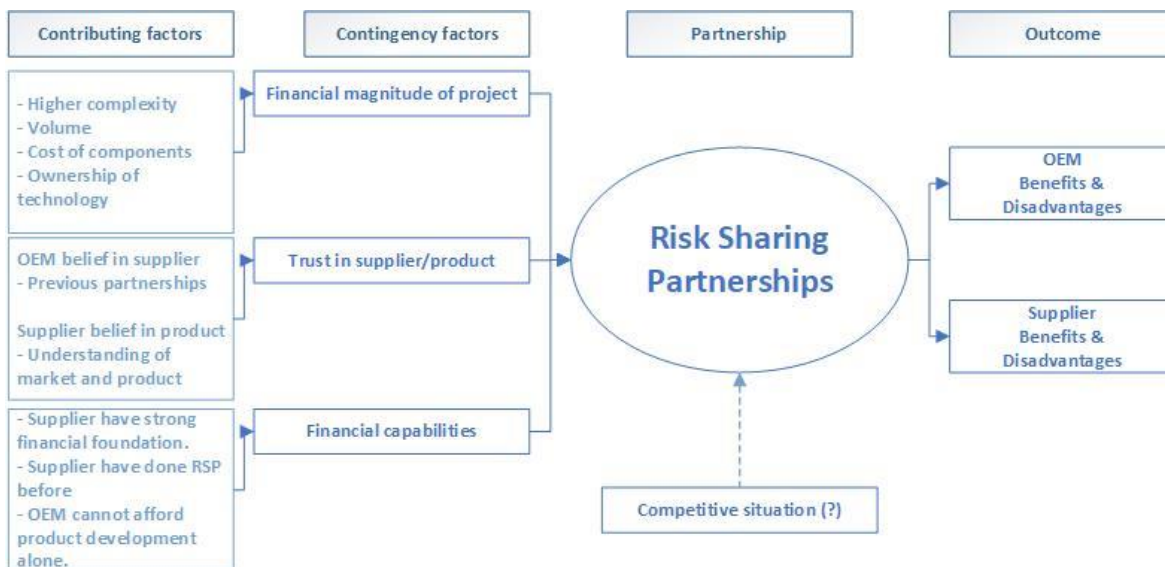 Contributing factors
Contingency factors
Partnership
Outcome
- Higher complexity
- Volume
- Cost of components
- Ownership of
technology
Financial magnitude of project
OEM belief in supplier
- Previous partnerships
Supplier belief in product
- Understanding of
market and product
Trust in supplier/product
- Supplier have strong
financial foundation.
- Supplier have done RSP
before
- OEM cannot afford
product development
alone.
Financial capabilities
Risk Sharing
Partnerships
Competitive situation (?)
OEM
Benefits &
Disadvantages
Supplier
Benefits &
Disadvantages